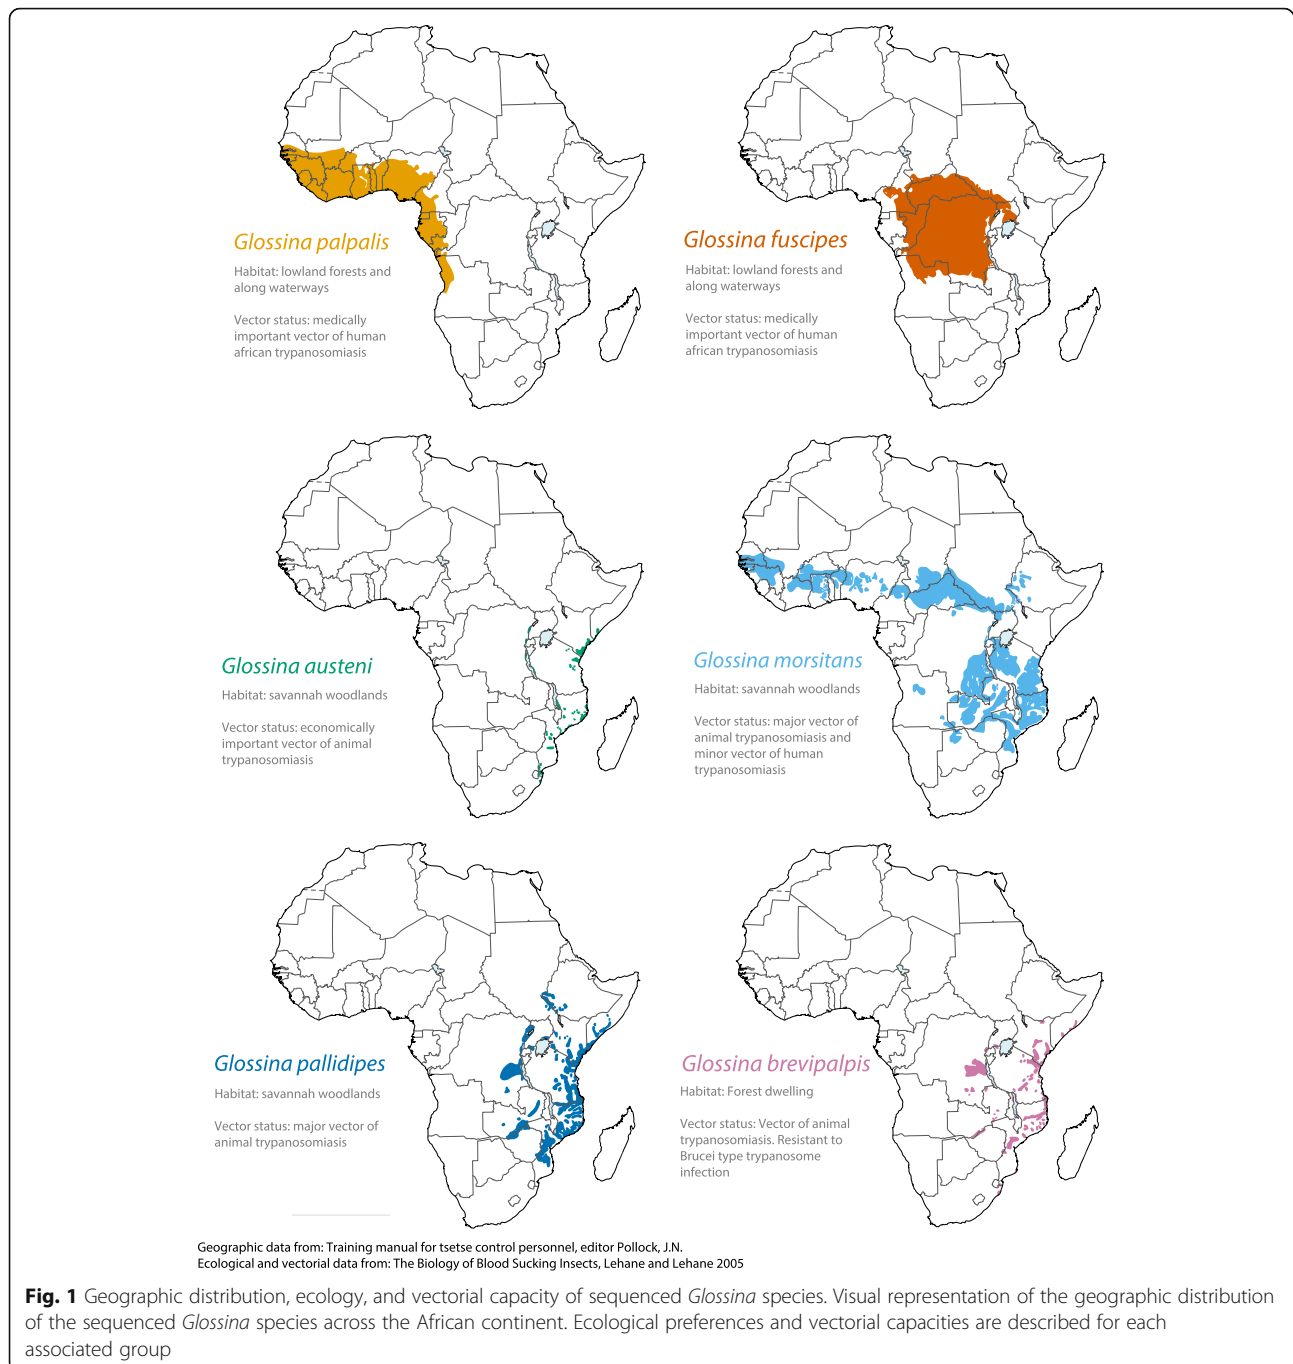 Glossina palpalis
Habitat: lowland forests and
along waterways
Vector status: medically
important vector of human
african trypanosomiasis
Glossina fuscipes
Habitat: lowland forests and
along waterways
Vector status: medically
important vector of human
african trypanosomiasis
Glossina austeni
Habitat: savannah woodlands
Vector status: economically
important vector of animal
trypanosomiasis
Glossina morsitans
Habitat: savannah woodlands
Vector status: major vector of
animal trypanosomiasis and
minor vector of human
trypanosomiasis
Glossina pallidipes
Habitat: savannah woodlands
Vector status: major vector of
animal trypanosomiasis
Glossina brevipalpis
Habitat: Forest dwelling
Vector status: Vector of animal
trypanosomiasis. Resistant to
Brucei type trypanosome
infection
Geographic data from: Training manual for tsetse control personnel, editor Pollock, J.N.
Ecological and vectorial data from: The Biology of Blood Sucking Insects, Lehane and Lehane 2005
Fig. 1 Geographic distribution, ecology, and vectorial capacity of sequenced Glossina species. Visual representation of the geographic distribution
of the sequenced Glossina species across the African continent. Ecological preferences and vectorial capacities are described for each
associated group